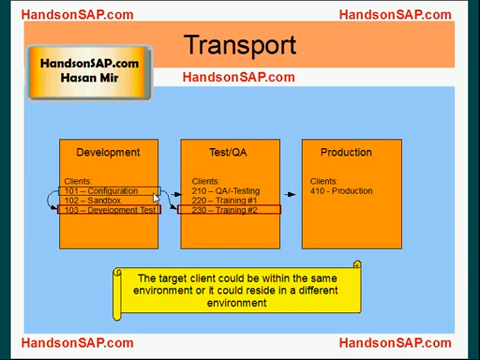 HandsonSAP.com
HandsonSAP.com
Transport
HandsonSAP.com
Hasan Mir
HandsonSAP.com
Development
Clients:
101 – Configuration
102 – Sandbox
103 – Development Test
Test/QA
Clients:
210 – QA/-Testing
220 – Training #1
230 – Training #2
Production
Clients:
410 - Production
The target client could be within the same
environment or it could reside in a different
environment
HandsonSAP.com
HandsonSAP.com